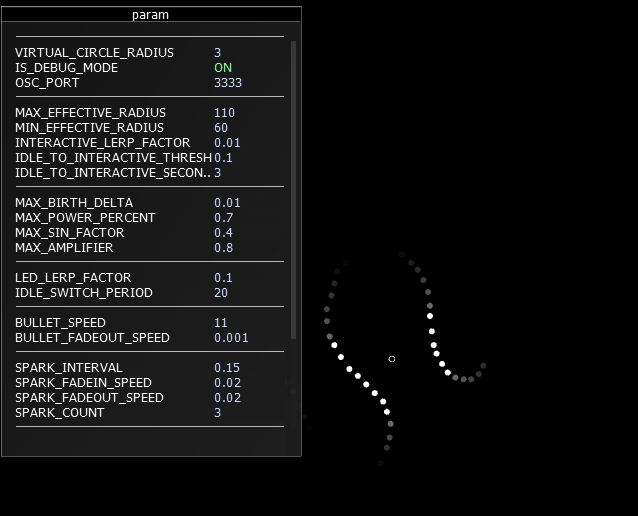 param
VIRTUAL_CIRCLE_RADIUS 3
IS_DEBUG_MODE ON
OSC_PORT 3333
MAX_EFFECTIVE_RADIUS 110
MIN_EFFECTIVE_RADIUS 60
INTERACTIVE_LERP_FACTOR 0.01
IDLE_TO_INTERACTIVE_THRESH 0.1
IDLE_TO_INTERACTIVE_SECON.. 3
MAX_BIRTH_DELTA 0.01
MAX_POWER_PERCENT 0.7
MAX_SIN_FACTOR 0.4
MAX_AMPLIFIER 0.8
LED_LERP_FACTOR 0.1
IDLE_SWITCH_PERIOD 20
BULLET_SPEED 11
BULLET_FADEOUT_SPEED 0.001
SPARK_INTERVAL 0.15
SPARK_FADEIN_SPEED 0.02
SPARK_FADEOUT_SPEED 0.02
SPARK_COUNT 3